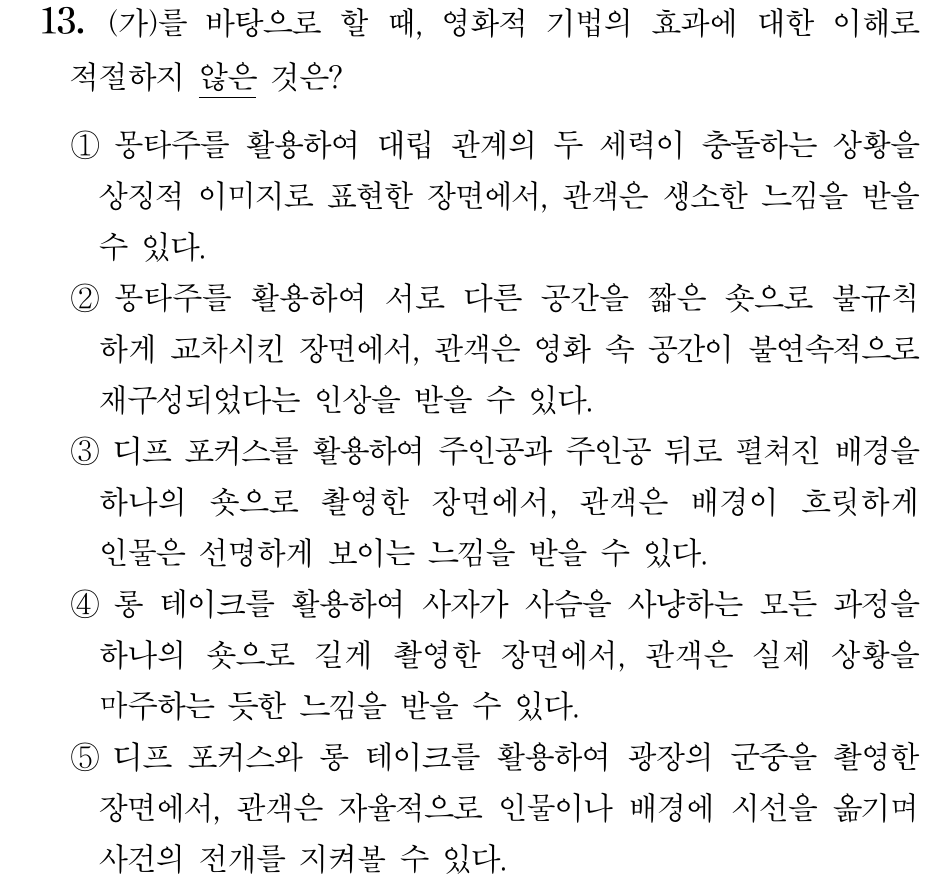 13. (가)를 바탕으로 할 때, 영화적 기법의 효과에 대한 이해로
적절하지 않은 것은?
① 몽타주를 활용하여 대립 관계의 두 세력이 충돌하는 상황을
상징적 이미지로 표현한 장면에서, 관객은 생소한 느낌을 받을
수 있다.
② 몽타주를 활용하여 서로 다른 공간을 짧은 숏으로 불규칙
하게 교차시킨 장면에서, 관객은 영화 속 공간이 불연속적으로
재구성되었다는 인상을 받을 수 있다.
③ 디프 포커스를 활용하여 주인공과 주인공 뒤로 펼쳐진 배경을
하나의 숏으로 촬영한 장면에서, 관객은 배경이 흐릿하게
인물은 선명하게 보이는 느낌을 받을 수 있다.
④ 롱 테이크를 활용하여 사자가 사슴을 사냥하는 모든 과정을
하나의 숏으로 길게 촬영한 장면에서, 관객은 실제 상황을
마주하는 듯한 느낌을 받을 수 있다.
⑤ 디프 포커스와 롱 테이크를 활용하여 광장의 군중을 촬영한
장면에서, 관객은 자율적으로 인물이나 배경에 시선을 옮기며
사건의 전개를 지켜볼 수 있다.